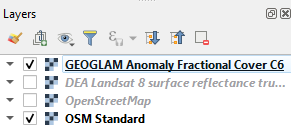 Layers
GEOGLAM Anomaly Fractional Cover C6
DEA Landsat 8 surface reflectance tru...
OpenStreetMap
OSM Standard